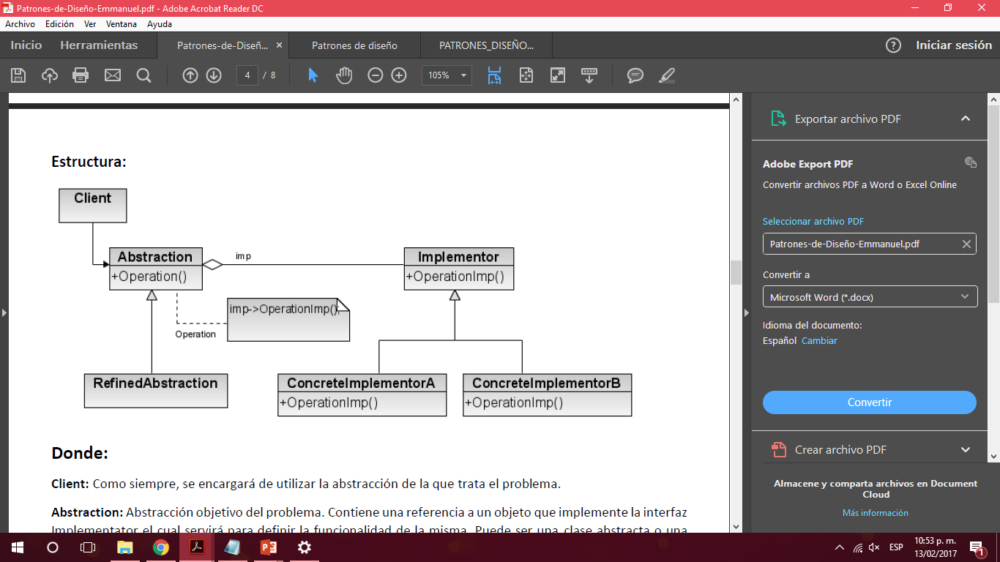 Patrones-de-Diseño-Emmanuel.pdf - Adobe Acrobat Reader DC
Archivo Edición Ver Ventana Ayuda
Inicio Herramientas Patrones-de-Diseñ... × Patrones de diseño PATRONES_DISEÑO... Iniciar sesión
4 / 8 105%
Estructura:
Client
Abstraction
+Operation()
imp
Implementor
+OperationImp()
imp->OperationImp();
Operation
RefinedAbstraction
ConcreteImplementorA
+OperationImp()
ConcreteImplementorB
+OperationImp()
Donde:
Client: Como siempre, se encargará de utilizar la abstracción de la que trata el problema.
Abstraction: Abstracción objetivo del problema. Contiene una referencia a un objeto que implemente la interfaz
Implementator el cual servirá para definir la funcionalidad de la misma. Puede ser una clase abstracta o una
Exportar archivo PDF
Adobe Export PDF
Convertir archivos PDF a Word o Excel Online
Seleccionar archivo PDF
Patrones-de-Diseño-Emmanuel.pdf
Convertir a
Microsoft Word (*.docx)
Idioma del documento:
Español Cambiar
Convertir
Crear archivo PDF
Almacene y comparta archivos en Document
Cloud
Más información
ESP
10:53 p. m.
13/02/2017
1